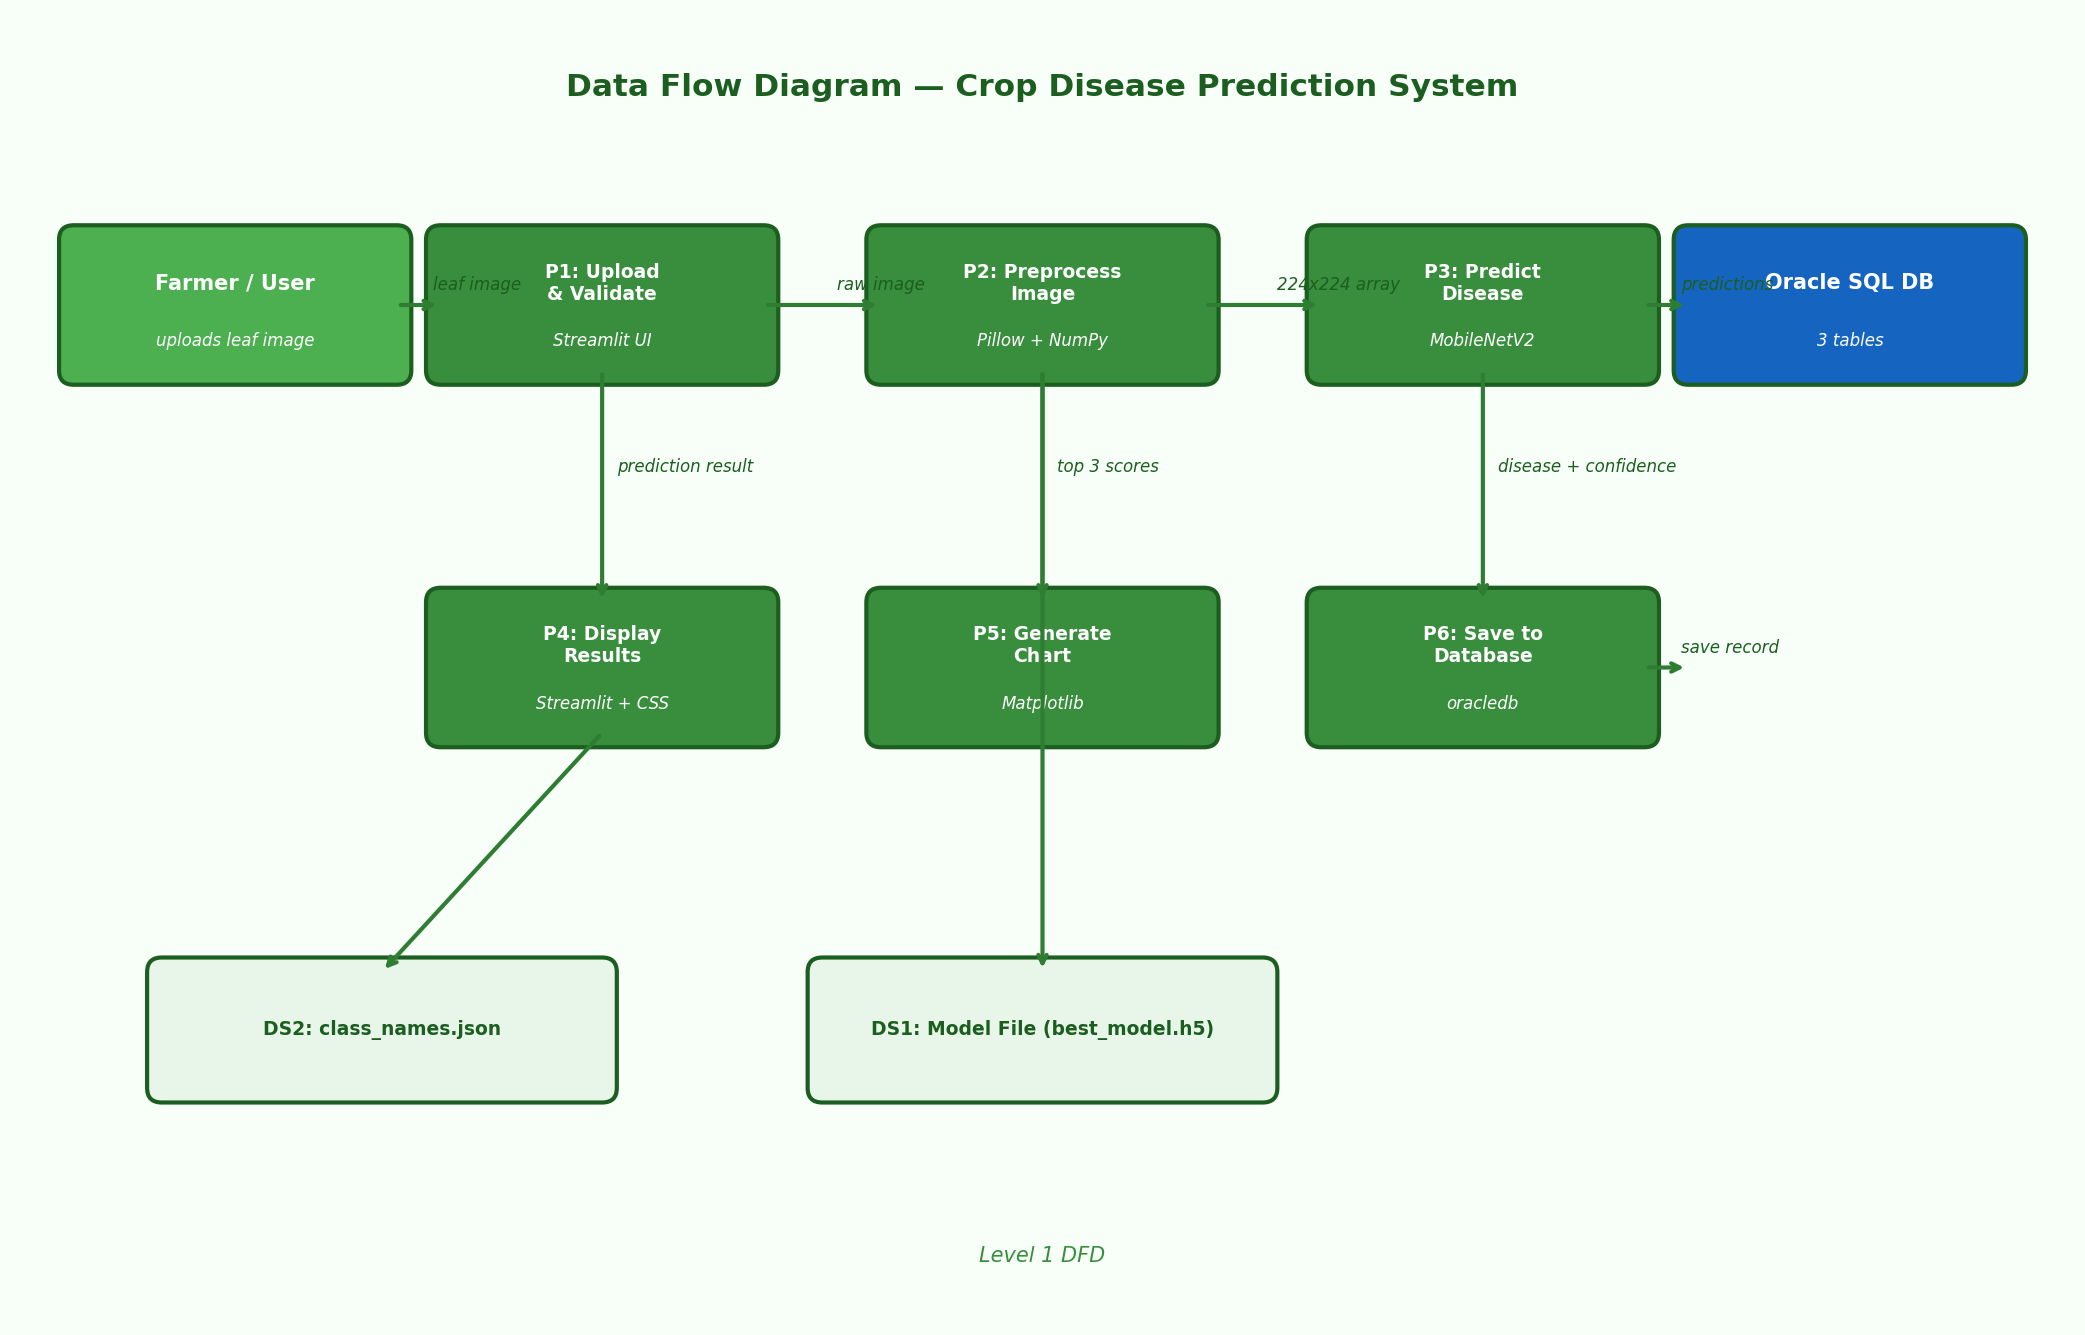 Data Flow Diagram — Crop Disease Prediction System
Farmer / User
uploads leaf image
leaf image
P1: Upload
& Validate
Streamlit UI
raw image
P2: Preprocess
Image
Pillow + NumPy
224x224 array
P3: Predict
Disease
MobileNetV2
predictions
Oracle SQL DB
3 tables
prediction result
top 3 scores
disease + confidence
P4: Display
Results
Streamlit + CSS
P5: Generate
Chart
Matplotlib
P6: Save to
Database
oracledb
save record
DS2: class_names.json
DS1: Model File (best_model.h5)
Level 1 DFD